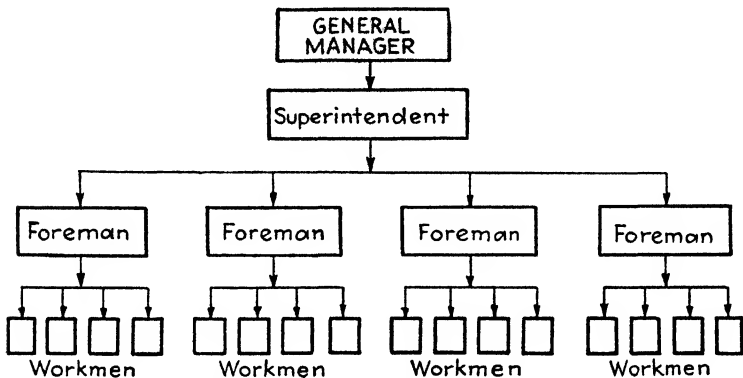 GENERAL
MANAGER
Superintendent
Foreman Foreman Foreman Foreman
Workmen Workmen Workmen Workmen